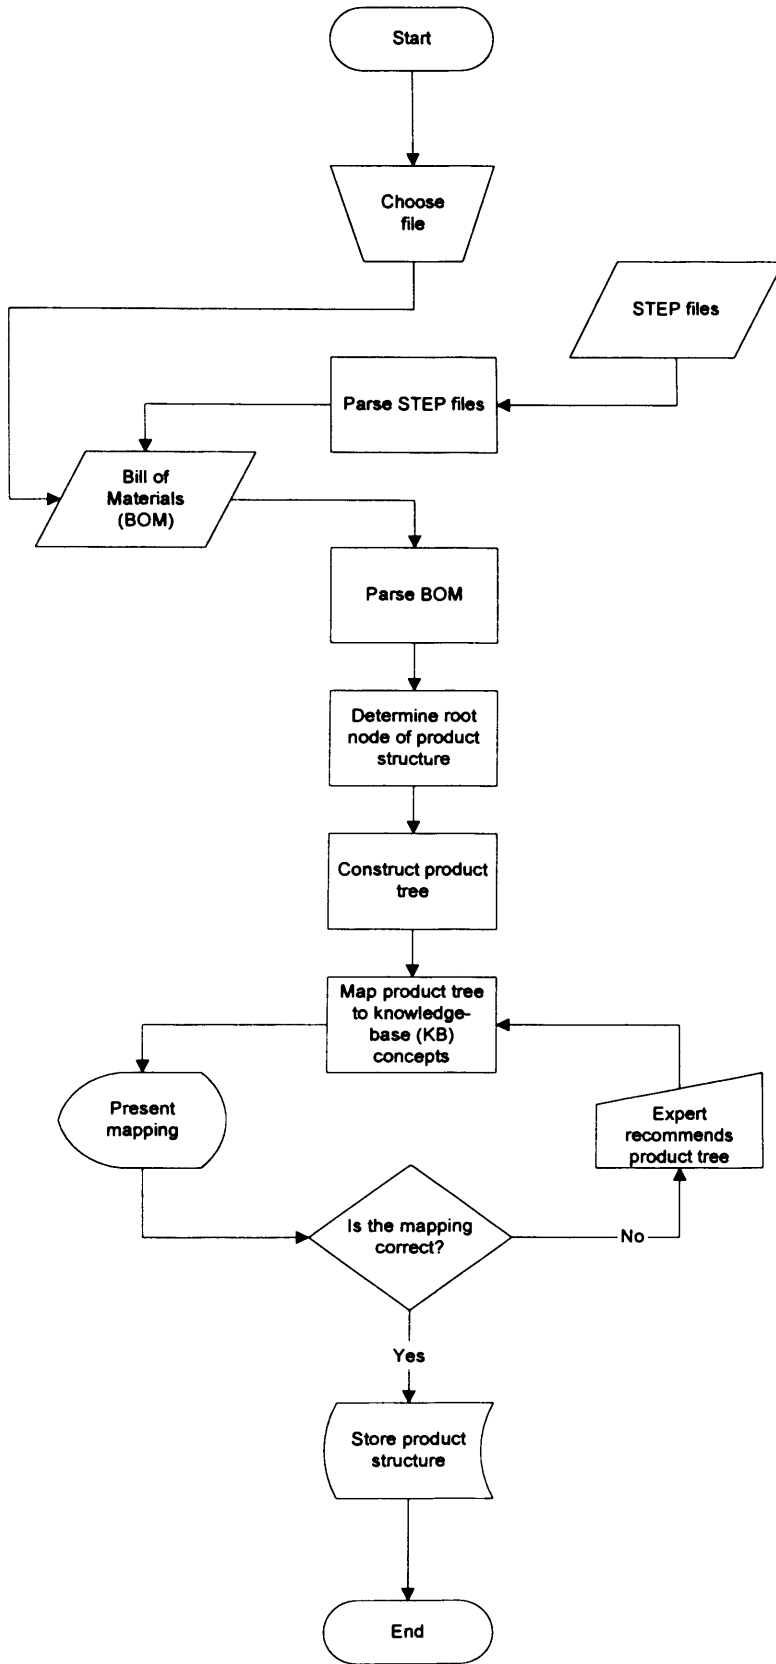 Start
Choose
file
STEP files
Parse STEP files
Bill of
Materials
(BOM)
Parse BOM
Determine root
node of product
structure
Construct product
tree
Map product tree
to knowledge-
base (KB)
concepts
Present
mapping
Expert
recommends
product tree
Is the mapping
correct?
No
Yes
Store product
structure
End